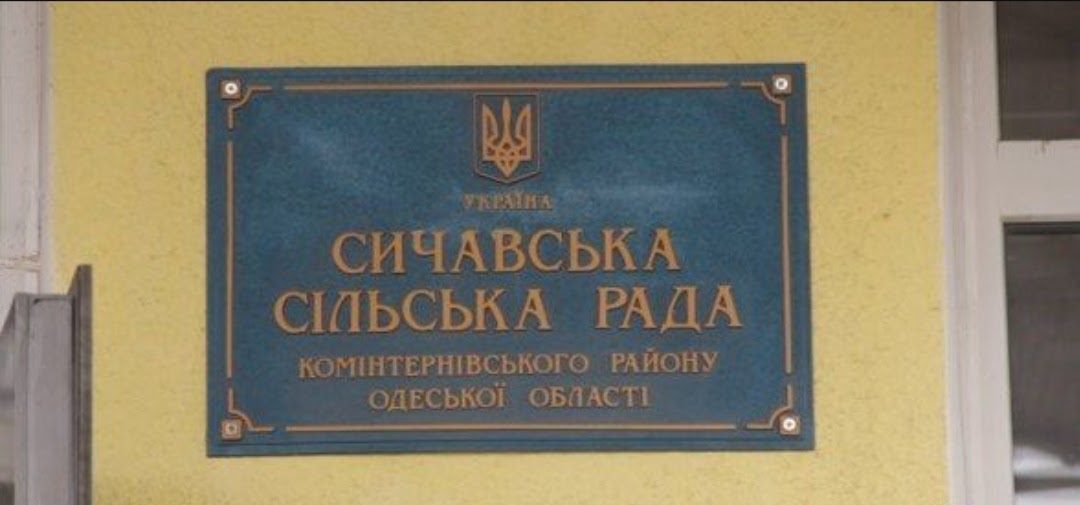 УКРАЇНА
СИЧАВСЬКА
СІЛЬСЬКА РАДА
КОМІНТЕРНІВСЬКОГО РАЙОНУ
ОДЕСЬКОЇ ОБЛАСТІ